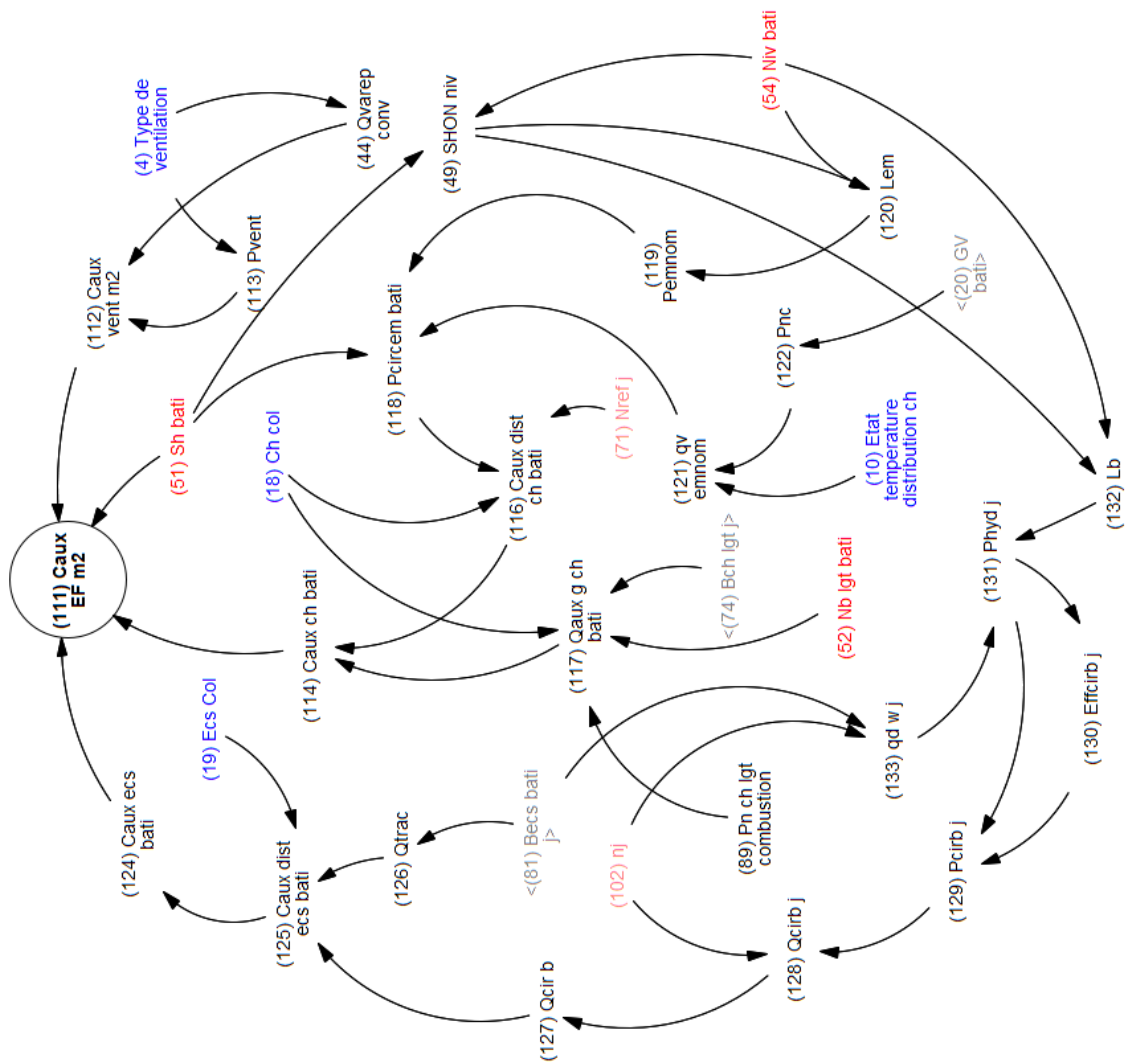 (111) Caux
EF m2
(112) Caux
vent m2
(4) Type de
ventilation
(113) Pvent
(44) Qvarep
conv
(51) Sh bati
(49) SHON niv
(18) Ch col
(118) Pcircem bati
(119)
Pemnom
(120) Lem
(54) Niv bati
(116) Caux dist
ch bati
(71) Nref j
(121) qv
emnom
(122) Pnc
<(20) GV
bati>
(10) Etat
temperature
distribution ch
(114) Caux ch bati
(117) Qaux g ch
bati
<(74) Bch lgt j>
(52) Nb lgt bati
(89) Pn ch lgt
combustion
(19) Ecs Col
(124) Caux ecs
bati
(125) Caux dist
ecs bati
(126) Qtrac
<(81) Becs bati
j>
(102) nj
(133) qd w j
(131) Phyd j
(132) Lb
(130) Effcirb j
(129) Pcirb j
(128) Qcirb j
(127) Qcir b